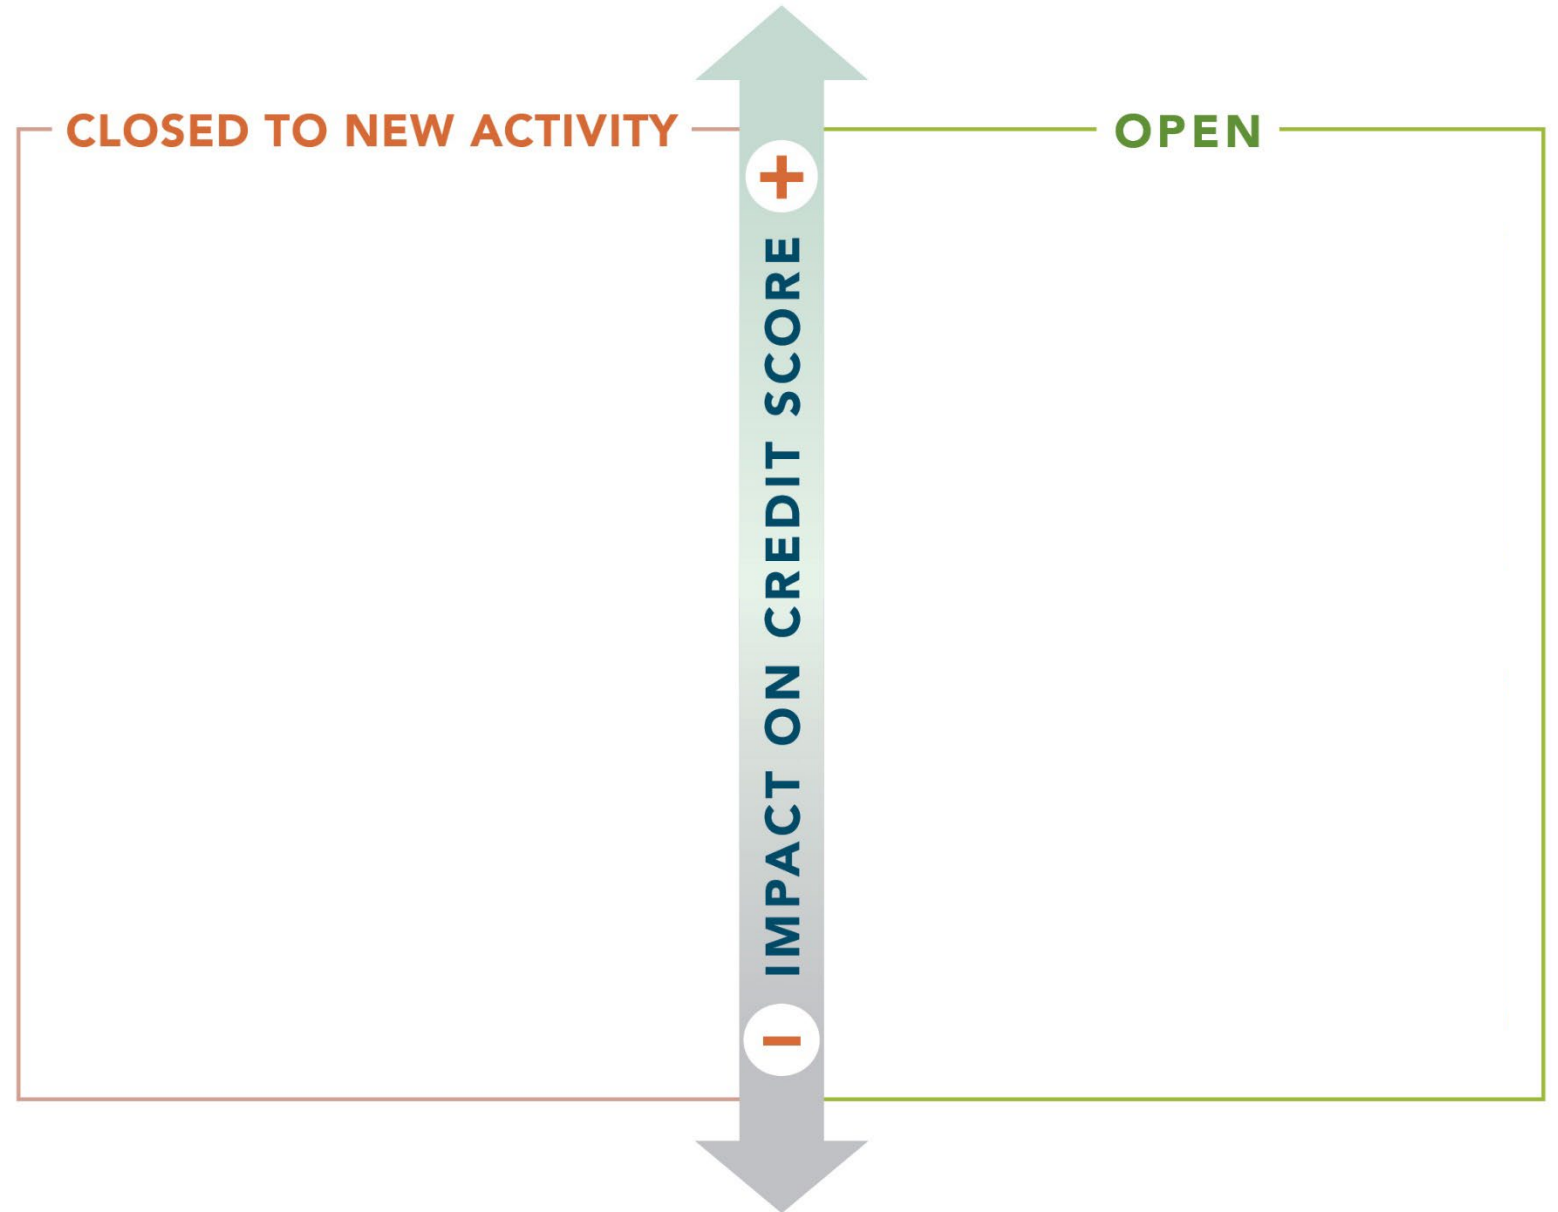 CLOSED TO NEW ACTIVITY
OPEN
+
IMPACT ON CREDIT SCORE
−